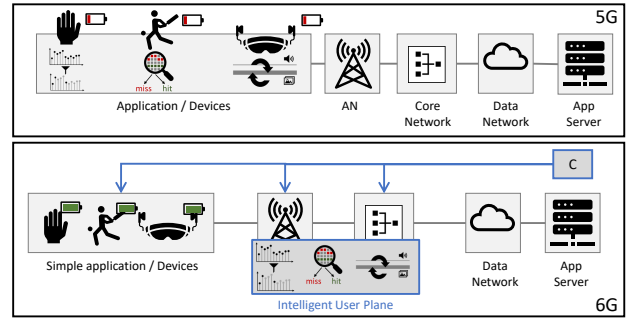 5G
miss hit
Application / Devices
AN
Core
Network
Data
Network
App
Server
C
Simple application / Devices
miss hit
Data
Network
App
Server
Intelligent User Plane
6G